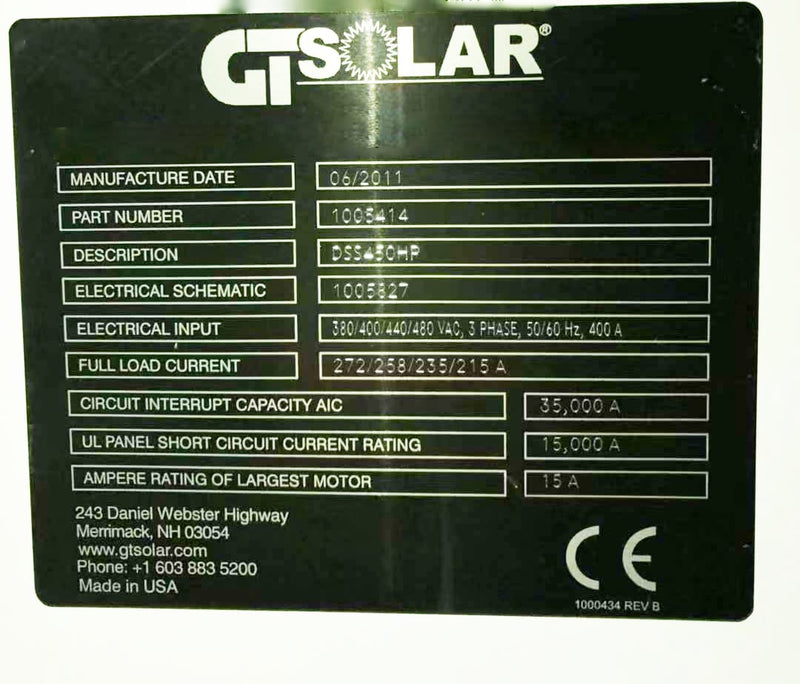 GTSOLAR®
MANUFACTURE DATE 06/2011
PART NUMBER 1005414
DESCRIPTION DSS450HP
ELECTRICAL SCHEMATIC 1005827
ELECTRICAL INPUT 380/400/440/480 VAC, 3 PHASE, 50/60 Hz, 400 A
FULL LOAD CURRENT 272/258/235/215 A
CIRCUIT INTERRUPT CAPACITY AIC 35,000 A
UL PANEL SHORT CIRCUIT CURRENT RATING 15,000 A
AMPERE RATING OF LARGEST MOTOR 15 A
243 Daniel Webster Highway
Merrimack, NH 03054
www.gtsolar.com
Phone: +1 603 883 5200
Made in USA
CE
1000434 REV B